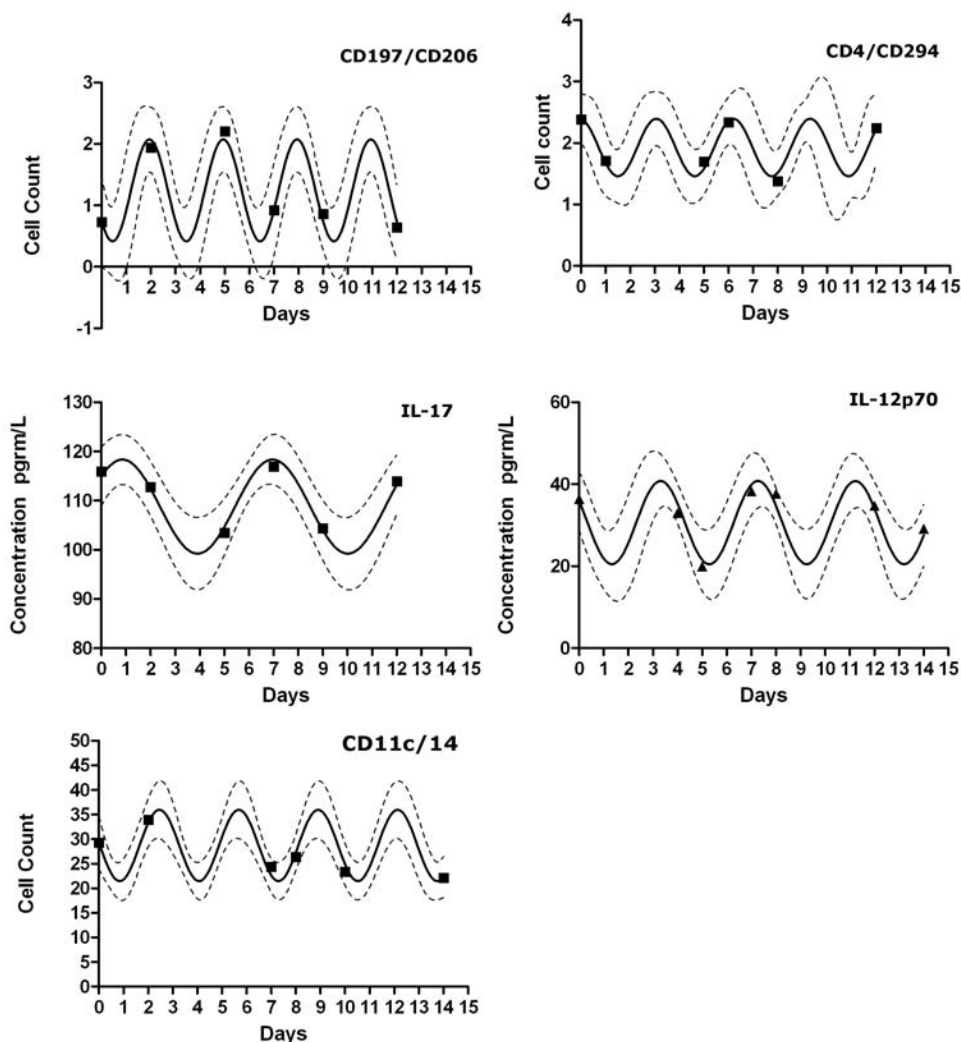 CD197/CD206
3
2
1
0
-1
Cell Count
1 2 3 4 5 6 7 8 9 10 11 12 13 14 15
Days
CD4/CD294
4
3
2
1
0
Cell count
0 1 2 3 4 5 6 7 8 9 10 11 12 13 14 15
Days
IL-17
130
120
110
100
90
80
Concentration pgrm/L
0 1 2 3 4 5 6 7 8 9 10 11 12 13 14 15
Days
IL-12p70
60
40
20
0
Concentration pgrm/L
0 1 2 3 4 5 6 7 8 9 10 11 12 13 14 15
Days
CD11c/14
50
45
40
35
30
25
20
15
10
5
0
Cell Count
0 1 2 3 4 5 6 7 8 9 10 11 12 13 14 15
Days